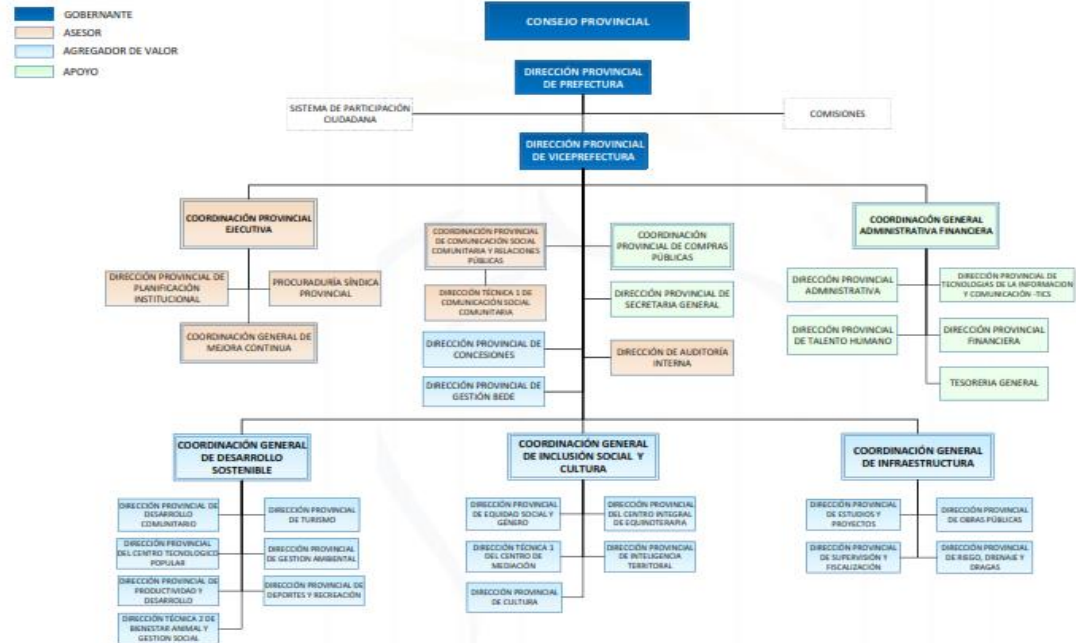 GOBERNANTE
ASESOR
AGREGADOR DE VALOR
APOYO
CONSEJO PROVINCIAL
DIRECCIÓN PROVINCIAL
DE PREFECTURA
SISTEMA DE PARTICIPACIÓN
CIUDADANA
COMISIONES
DIRECCIÓN PROVINCIAL
DE VICEPREFECTURA
COORDINACIÓN PROVINCIAL
EJECUTIVA
DIRECCIÓN PROVINCIAL DE
PLANIFICACIÓN
INSTITUCIONAL
PROCURADURÍA SÍNDICA
PROVINCIAL
COORDINACIÓN GENERAL DE
MEJORA CONTINUA
COORDINACIÓN PROVINCIAL
DE COMUNICACIÓN SOCIAL
COMUNITARIA Y RELACIONES
PÚBLICAS
DIRECCIÓN TÉCNICA 1 DE
COMUNICACIÓN SOCIAL
COMUNITARIA
DIRECCIÓN PROVINCIAL DE
CONCESIONES
DIRECCIÓN PROVINCIAL DE
GESTIÓN BEDE
COORDINACIÓN
PROVINCIAL DE COMPRAS
PÚBLICAS
DIRECCIÓN PROVINCIAL DE
SECRETARIA GENERAL
DIRECCIÓN DE AUDITORÍA
INTERNA
COORDINACIÓN GENERAL
ADMINISTRATIVA FINANCIERA
DIRECCIÓN PROVINCIAL
ADMINISTRATIVA
DIRECCIÓN PROVINCIAL DE
TECNOLOGIAS DE LA INFORMACION
Y COMUNICACIÓN -TICS
DIRECCIÓN PROVINCIAL
DE TALENTO HUMANO
DIRECCIÓN PROVINCIAL
FINANCIERA
TESORERIA GENERAL
COORDINACIÓN GENERAL
DE DESARROLLO
SOSTENIBLE
DIRECCIÓN PROVINCIAL DE
DESARROLLO
COMUNITARIO
DIRECCIÓN PROVINCIAL
DE TURISMO
DIRECCIÓN PROVINCIAL
DEL CENTRO TECNOLOGICO
POPULAR
DIRECCIÓN PROVINCIAL
DE GESTION AMBIENTAL
DIRECCIÓN PROVINCIAL DE
PRODUCTIVIDAD Y
DESARROLLO
DIRECCIÓN PROVINCIAL DE
DEPORTES Y RECREACIÓN
DIRECCIÓN TÉCNICA 2 DE
BIENESTAR ANIMAL Y
GESTION SOCIAL
COORDINACIÓN GENERAL
DE INCLUSIÓN SOCIAL Y
CULTURA
DIRECCIÓN PROVINCIAL
DE EQUIDAD SOCIAL Y
GÉNERO
DIRECCIÓN PROVINCIAL
DEL CENTRO INTEGRAL
DE EQUINOTERAPIA
DIRECCIÓN TÉCNICA 1
DEL CENTRO DE
MEDIACIÓN
DIRECCIÓN PROVINCIAL
DE INTELIGENCIA
TERRITORIAL
DIRECCIÓN PROVINCIAL
DE CULTURA
COORDINACIÓN GENERAL
DE INFRAESTRUCTURA
DIRECCIÓN PROVINCIAL
DE ESTUDIOS Y
PROYECTOS
DIRECCIÓN PROVINCIAL
DE OBRAS PÚBLICAS
DIRECCIÓN PROVINCIAL
DE SUPERVISIÓN Y
FISCALIZACIÓN
DIRECCIÓN PROVINCIAL
DE RIEGO, DRENAJE Y
DRAGAS